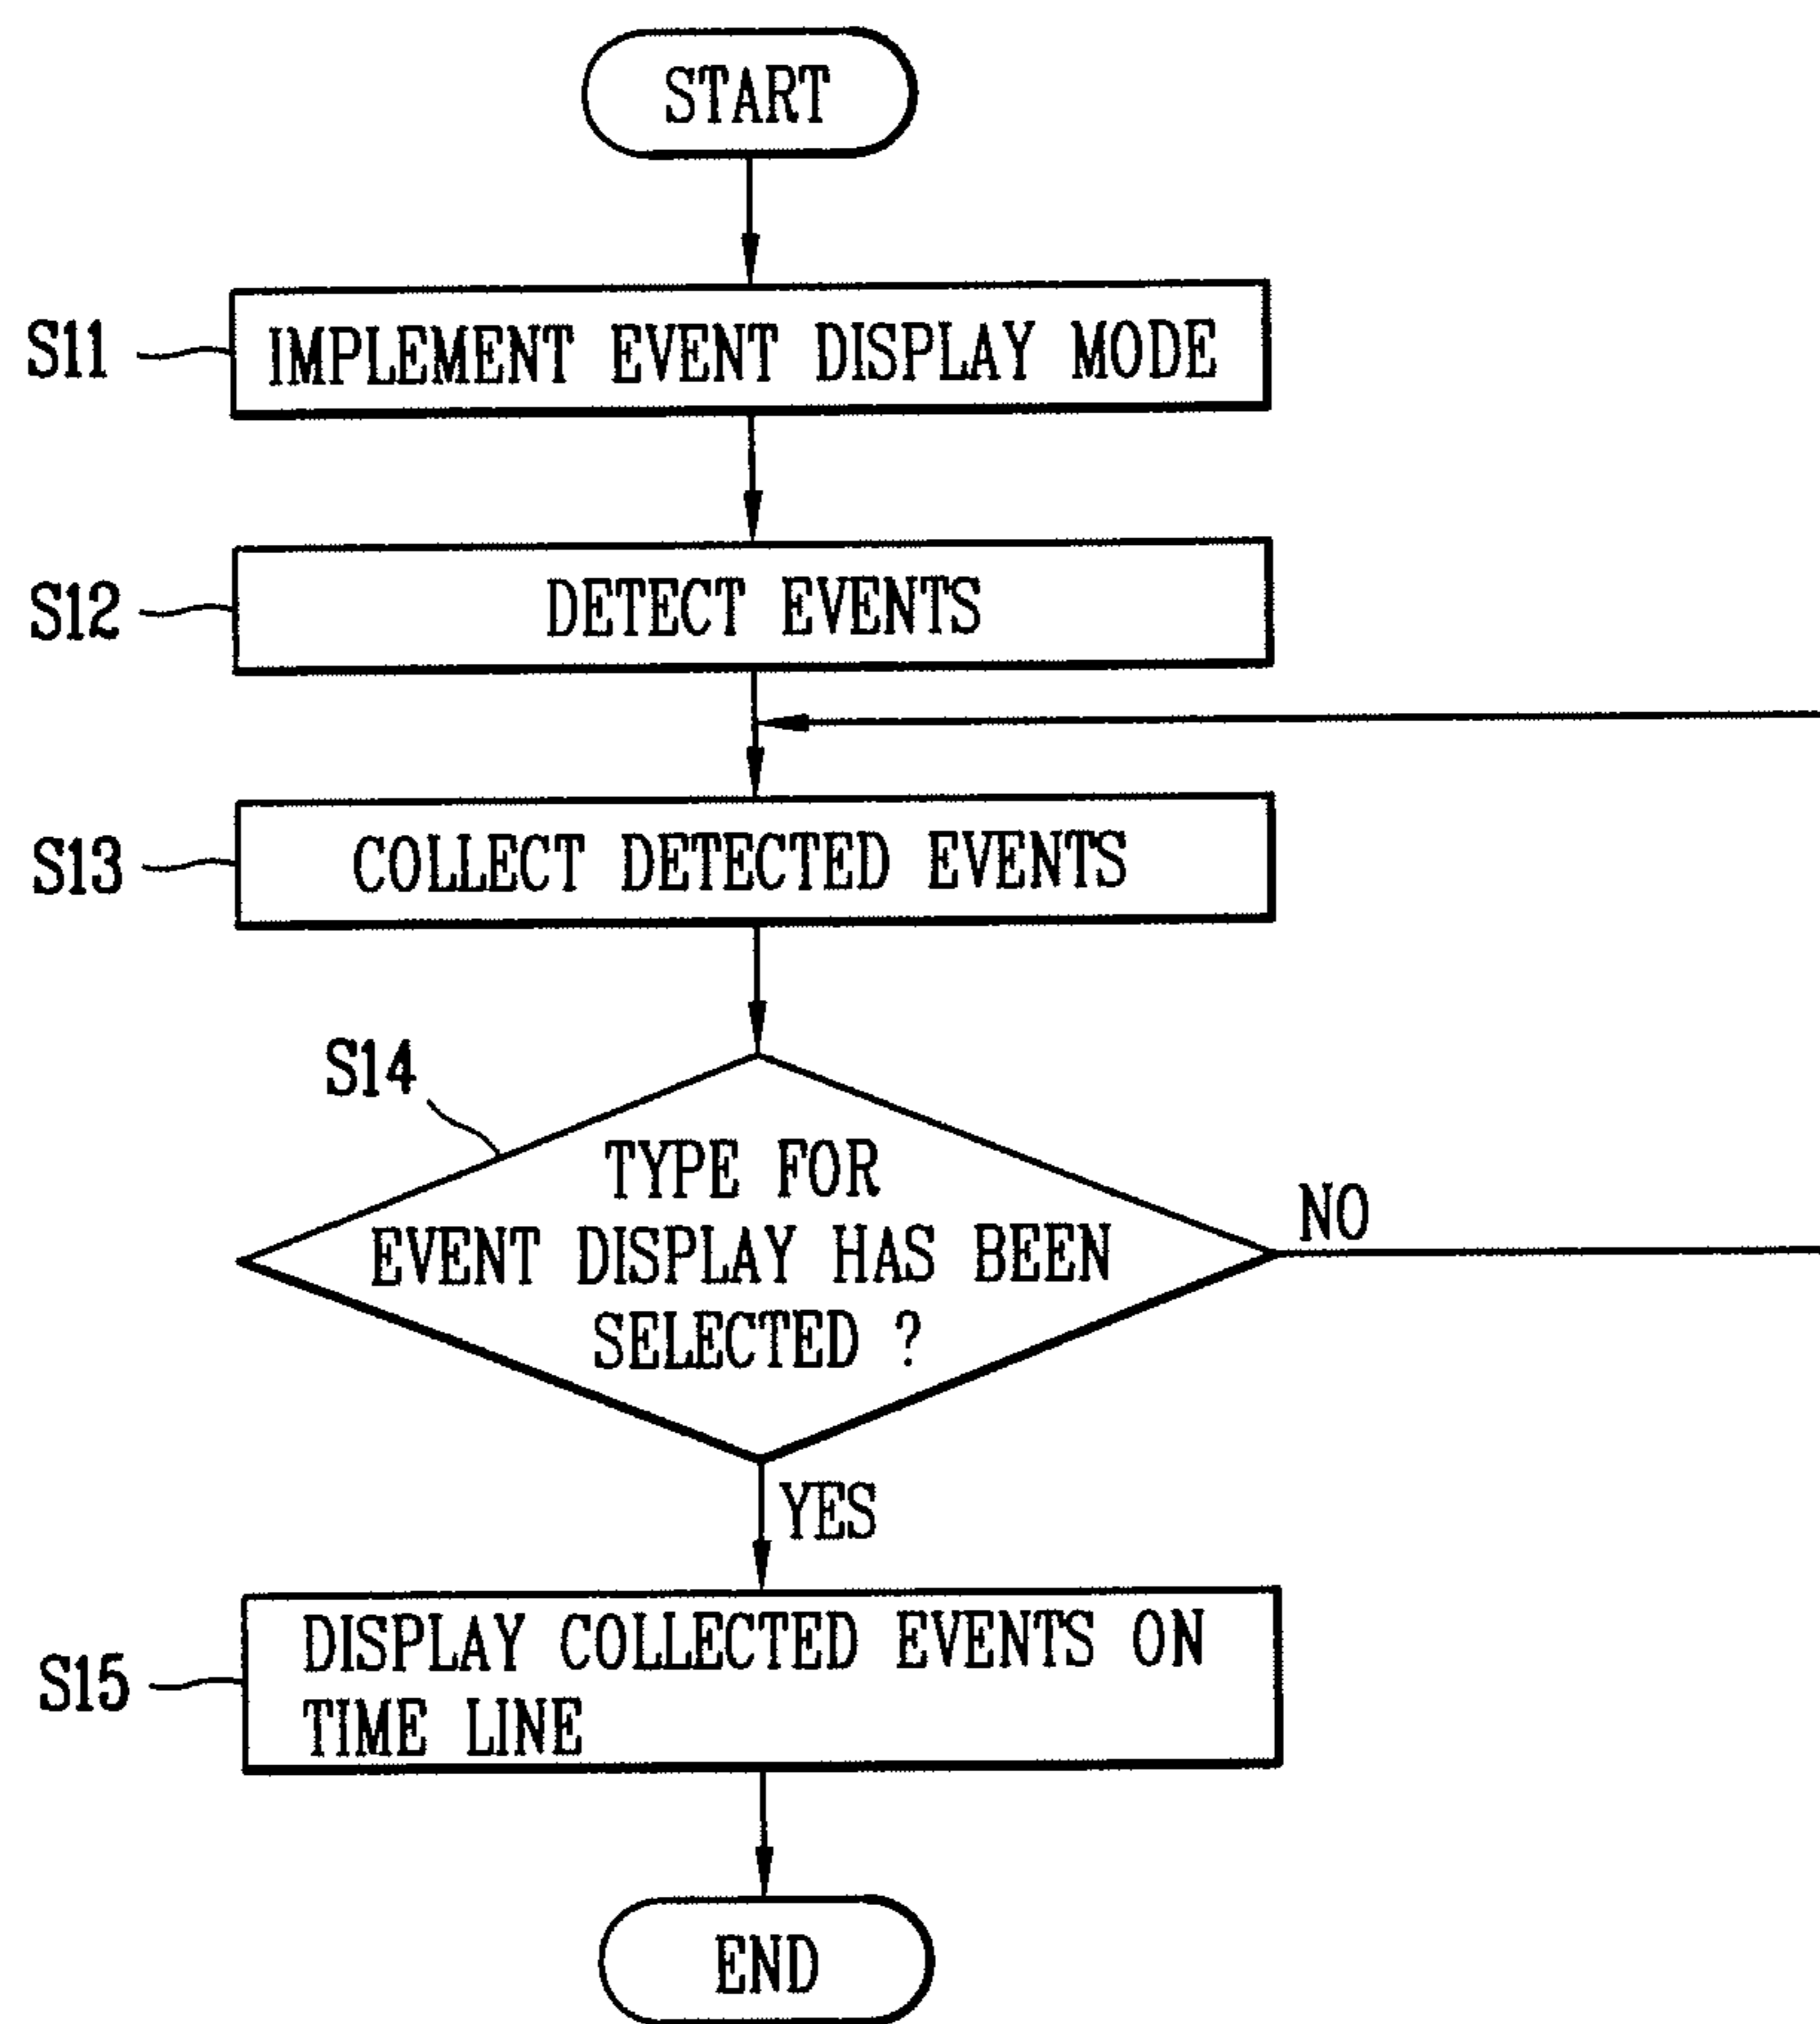 START
S11
IMPLEMENT EVENT DISPLAY MODE
S12
DETECT EVENTS
S13
COLLECT DETECTED EVENTS
S14
TYPE FOR
EVENT DISPLAY HAS BEEN
SELECTED ?
NO
YES
S15
DISPLAY COLLECTED EVENTS ON
TIME LINE
END